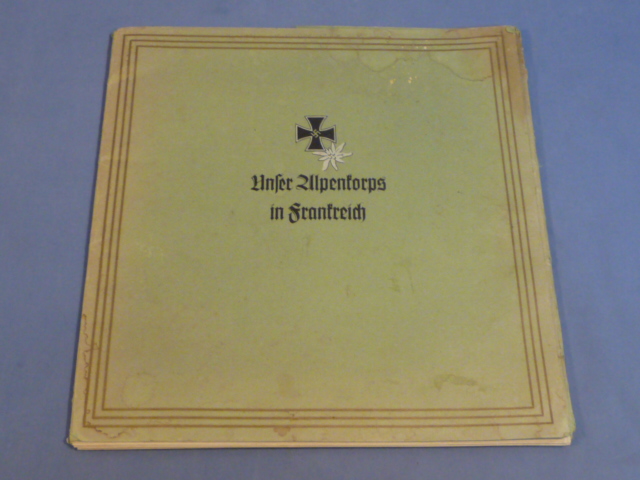 Unser Alpenkorps
in Frankreich